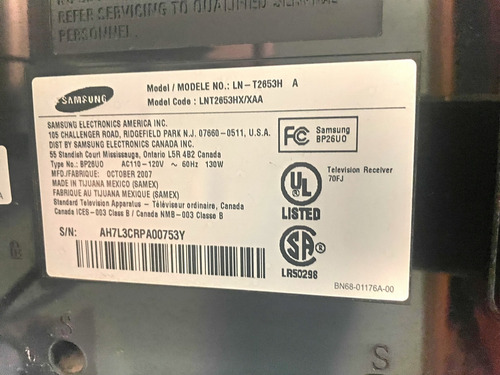 REFER SERVICING TO QUALIFIED
PERSONNEL.
SAMSUNG
Model / MODELE NO.: LN-T2653H A
Model Code : LNT2653HX/XAA
SAMSUNG ELECTRONICS AMERICA INC.
105 CHALLENGER ROAD, RIDGEFIELD PARK N.J. 07660-0511, U.S.A.
DIST BY SAMSUNG ELECTRONICS CANADA INC.
55 Standish Court Mississauga, Ontario L5R 4B2 Canada
Type No.: BP26UO AC110-120V ~ 60Hz 130W
MFD./FABRIQUE: OCTOBER 2007
MADE IN TIJUANA MEXICO (SAMEX)
FABRIQUE AU TIJUANA MEXIQUE (SAMEX)
Standard Television Apparatus - Téléviseur ordinaire, Canada
Canada ICES-003 Class B / Canada NMB-003 Classe B
S/N: AH7L3CRPA00753Y
FC Samsung
BP26UO
UL
LISTED
Television Receiver
70FJ
SA
LR50298
BN68-01176A-00
S
S